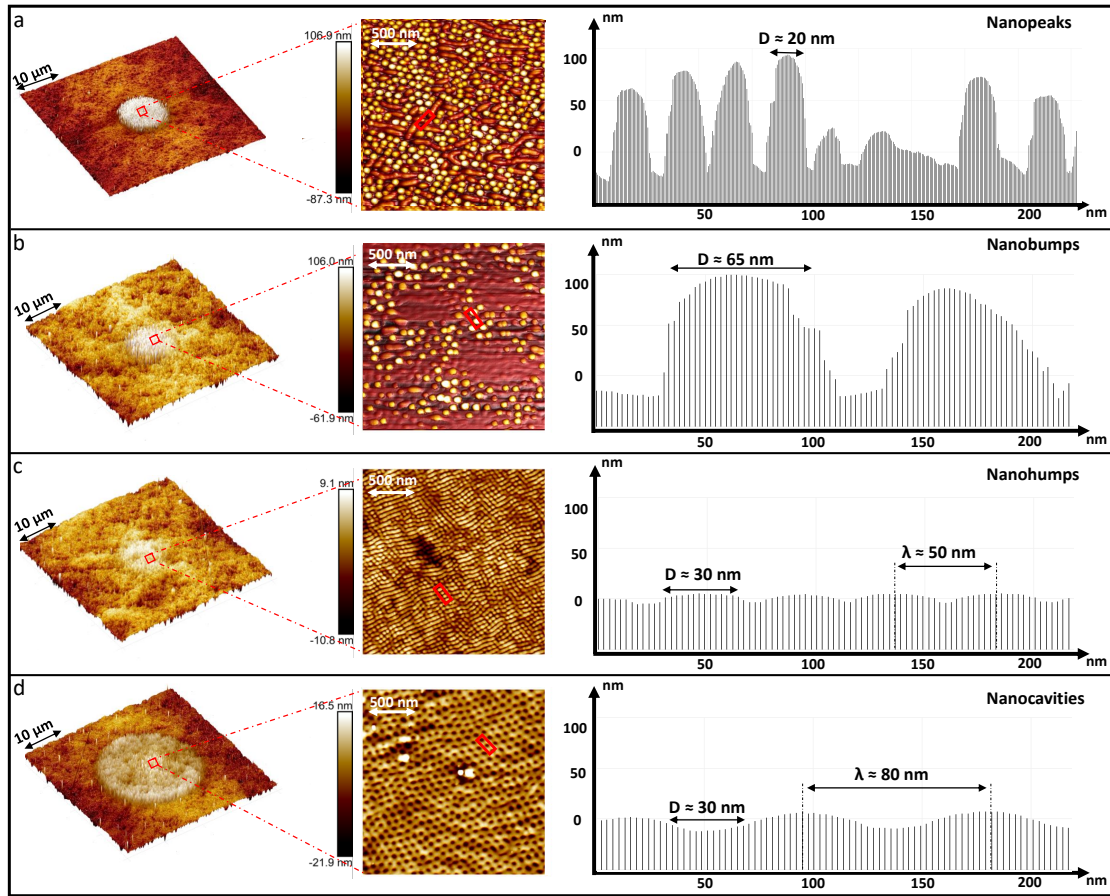 a
10 µm
106.9 nm
-87.3 nm
500 nm
nm
Nanopeaks
D ≈ 20 nm
100
50
0
50
100
150
200
nm
b
10 µm
106.0 nm
-61.9 nm
500 nm
nm
Nanobumps
D ≈ 65 nm
100
50
0
50
100
150
200
nm
c
10 µm
9.1 nm
-10.8 nm
500 nm
nm
Nanohumps
100
50
λ ≈ 50 nm
D ≈ 30 nm
0
50
100
150
200
nm
d
10 µm
16.5 nm
-21.9 nm
500 nm
nm
Nanocavities
100
50
λ ≈ 80 nm
D ≈ 30 nm
0
50
100
150
200
nm